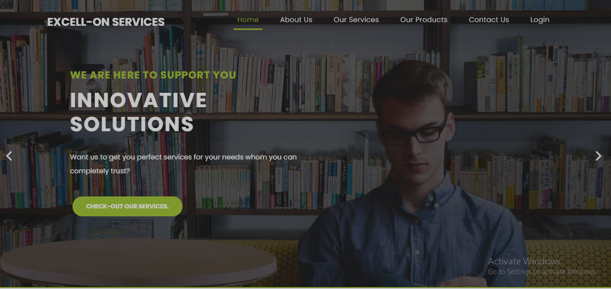 EXCELL-ON SERVICES
Home About Us Our Services Our Products Contact Us Login
WE ARE HERE TO SUPPORT YOU
INNOVATIVE
SOLUTIONS
Want us to get you perfect services for your needs whom you can
completely trust?
CHECK-OUT OUR SERVICES.
Activate Windows
Go to Settings to activate Windows.